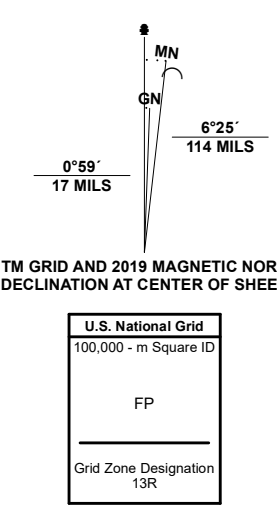 MN
GN
6°25´
114 MILS
0°59´
17 MILS
TM GRID AND 2019 MAGNETIC NOR
DECLINATION AT CENTER OF SHEE
U.S. National Grid
100,000 - m Square ID
FP
Grid Zone Designation
13R